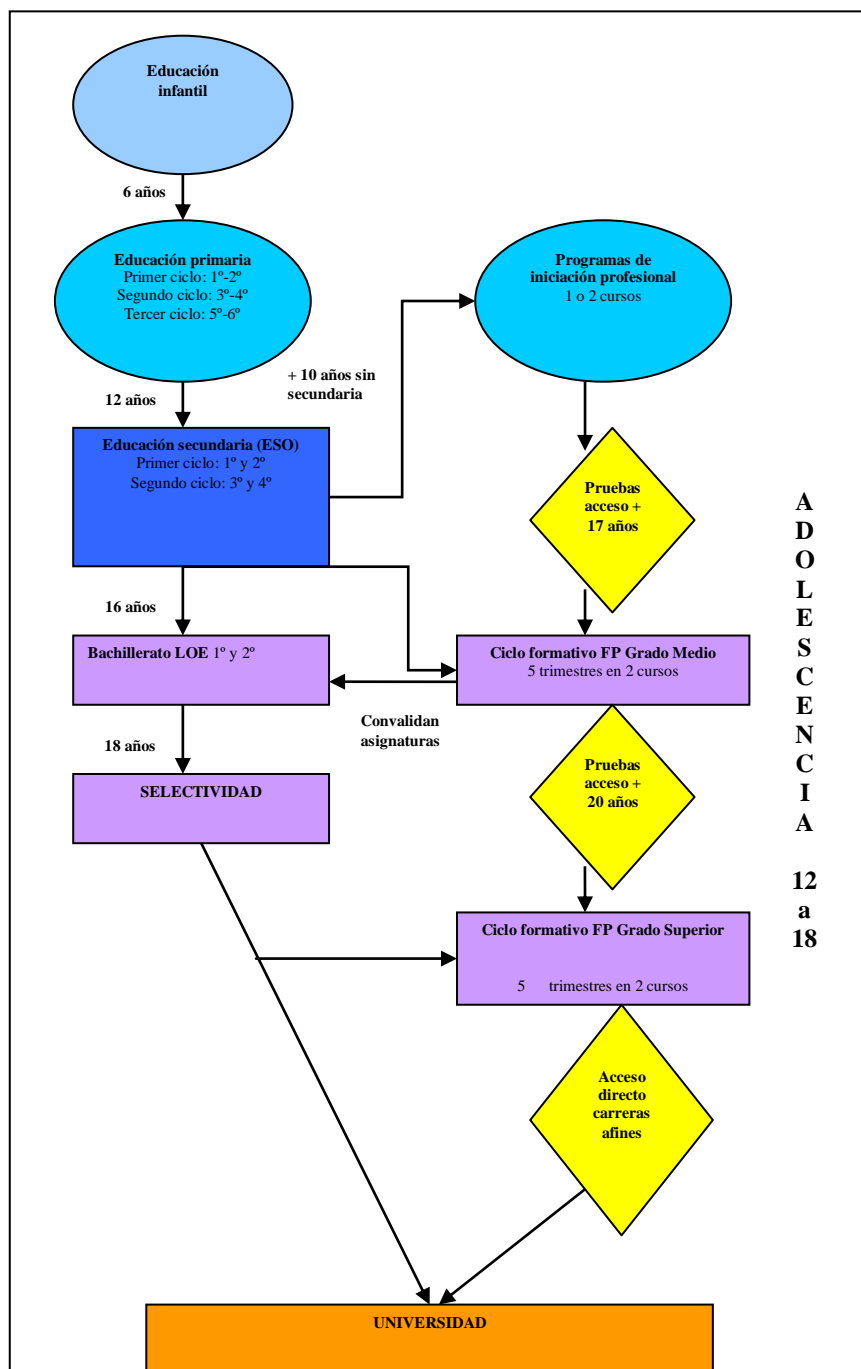 Educación
infantil
6 años
Educación primaria
Primer ciclo: 1º-2º
Segundo ciclo: 3º-4º
Tercer ciclo: 5º-6º
Programas de
iniciación profesional
1 o 2 cursos
+ 10 años sin
secundaria
12 años
Educación secundaria (ESO)
Primer ciclo: 1º y 2º
Segundo ciclo: 3º y 4º
Pruebas
acceso +
17 años
16 años
Bachillerato LOE 1º y 2º
Ciclo formativo FP Grado Medio
5 trimestres en 2 cursos
Convalidan
asignaturas
18 años
SELECTIVIDAD
Pruebas
acceso +
20 años
Ciclo formativo FP Grado Superior
5 trimestres en 2 cursos
Acceso
directo
carreras
afines
UNIVERSIDAD
A
D
O
L
E
S
C
E
N
C
I
A
12
a
18